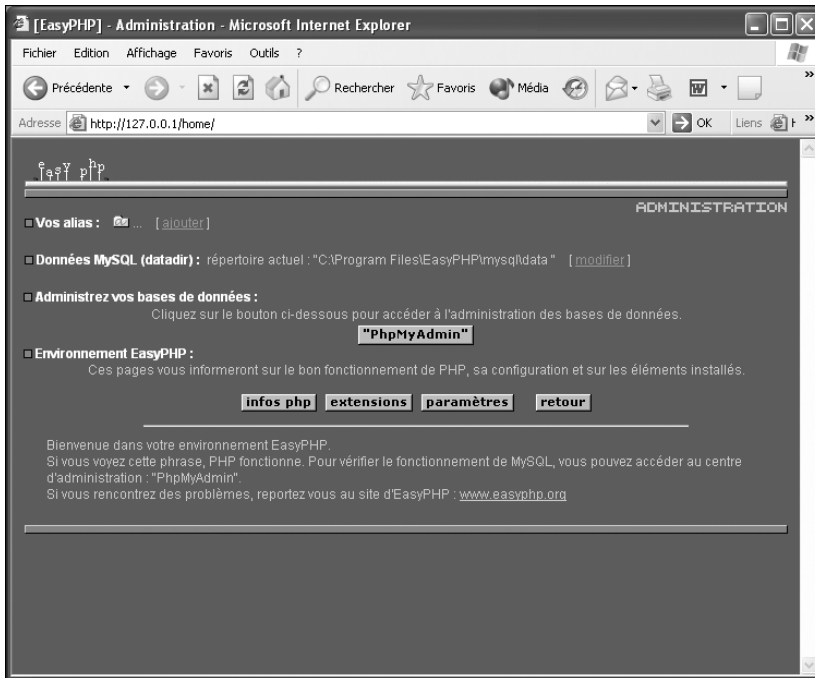 [EasyPHP] - Administration - Microsoft Internet Explorer
Fichier Edition Affichage Favoris Outils ?
Précédente Rechercher Favoris Média »
Adresse http://127.0.0.1/home/ OK Liens »
easy php
ADMINISTRATION
Vos alias : ... [ajouter]
Données MySQL (datadir) : répertoire actuel : "C:\Program Files\EasyPHP\mysql\data " [modifier]
Administrez vos bases de données :
Cliquez sur le bouton ci-dessous pour accéder à l'administration des bases de données.
"PhpMyAdmin"
Environnement EasyPHP :
Ces pages vous informeront sur le bon fonctionnement de PHP, sa configuration et sur les éléments installés.
infos php extensions paramètres retour
Bienvenue dans votre environnement EasyPHP.
Si vous voyez cette phrase, PHP fonctionne. Pour vérifier le fonctionnement de MySQL, vous pouvez accéder au centre
d'administration : "PhpMyAdmin".
Si vous rencontrez des problèmes, reportez vous au site d'EasyPHP : www.easyphp.org